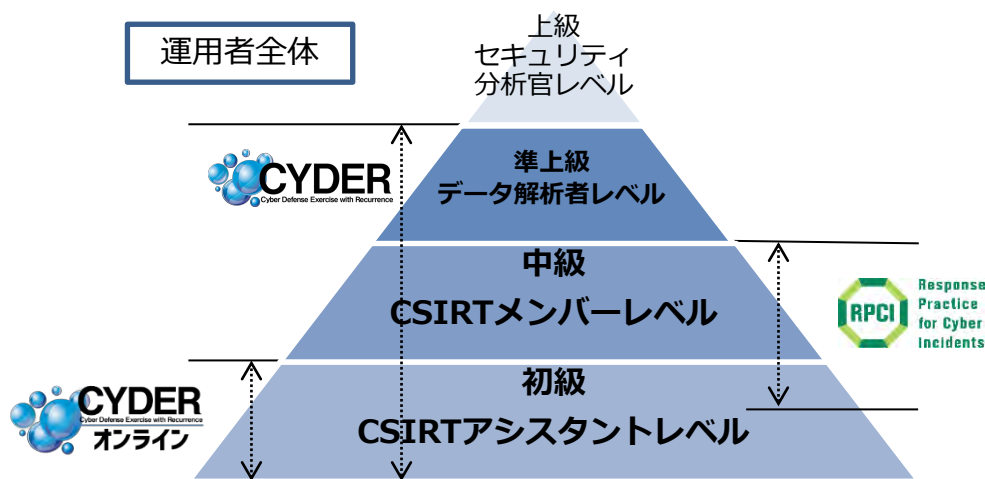 運用者全体
上級
セキュリティ
分析官レベル
CYDER
Cyber Defense Exercise with Recurrence
準上級
データ解析者レベル
中級
CSIRTメンバーレベル
RPCI
Response
Practice
for Cyber
Incidents
初級
CSIRTアシスタントレベル
CYDER
Cyber Defense Exercise with Recurrence
オンライン